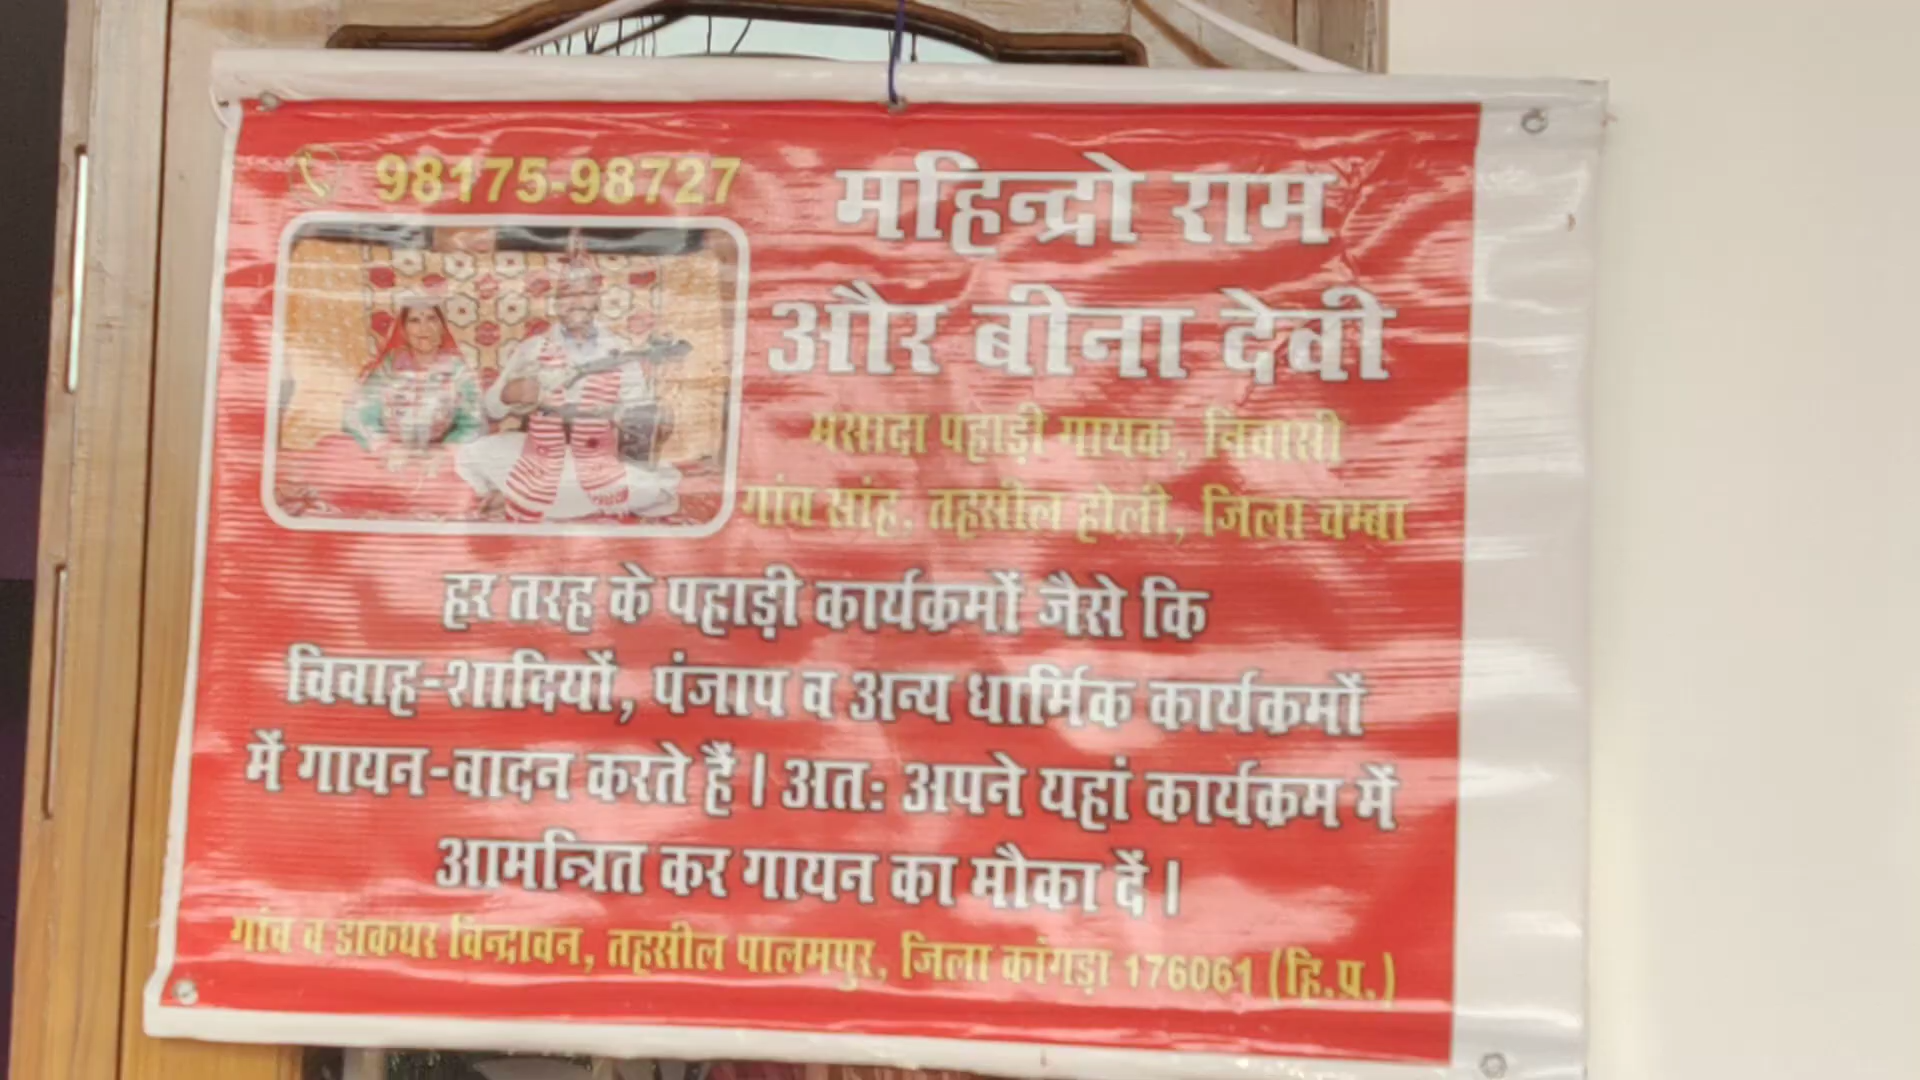 98175-98727
महिन्द्रो राम
और बीना देवी
मसादा पहाड़ी गायक, निवासी
गांव सांह, तहसील होली, जिला चम्बा
हर तरह के पहाड़ी कार्यक्रमों जैसे कि
विवाह-शादियों, पंजाप व अन्य धार्मिक कार्यक्रमों
में गायन-वादन करते हैं । अतः अपने यहां कार्यक्रम में
आमन्त्रित कर गायन का मौका दें ।
गांव व डाकघर विन्द्रावन, तहसील पालमपुर, जिला कांगड़ा 176061 (हि.प्र.)